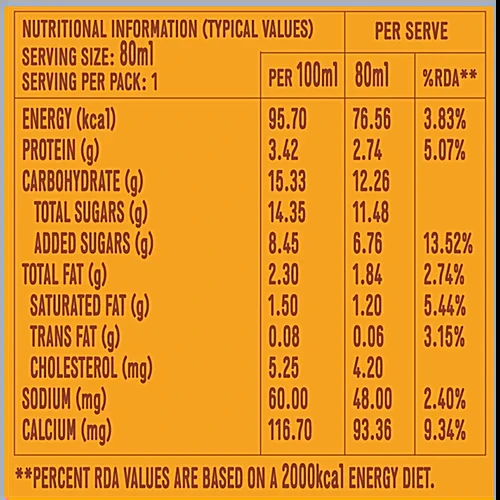 NUTRITIONAL INFORMATION (TYPICAL VALUES) PER SERVE
SERVING SIZE: 80ml
SERVING PER PACK: 1 PER 100ml 80ml %RDA**
ENERGY (kcal) 95.70 76.56 3.83%
PROTEIN (g) 3.42 2.74 5.07%
CARBOHYDRATE (g) 15.33 12.26
TOTAL SUGARS (g) 14.35 11.48
ADDED SUGARS (g) 8.45 6.76 13.52%
TOTAL FAT (g) 2.30 1.84 2.74%
SATURATED FAT (g) 1.50 1.20 5.44%
TRANS FAT (g) 0.08 0.06 3.15%
CHOLESTEROL (mg) 5.25 4.20
SODIUM (mg) 60.00 48.00 2.40%
CALCIUM (mg) 116.70 93.36 9.34%
**PERCENT RDA VALUES ARE BASED ON A 2000kcal ENERGY DIET.